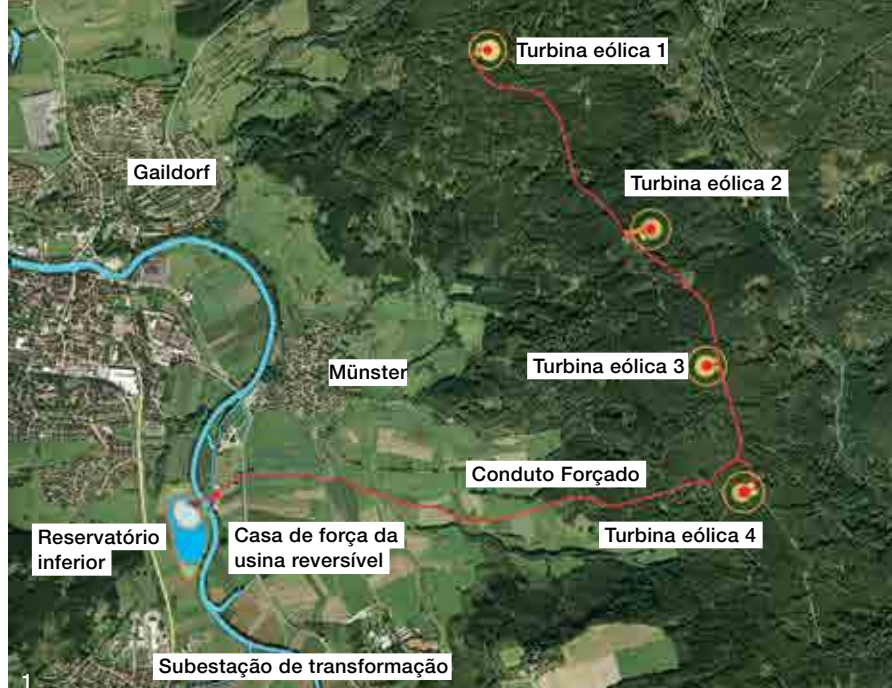 Turbina eólica 1
Gaildorf
Turbina eólica 2
Turbina eólica 3
Münster
Conduto Forçado
Reservatório
inferior
Casa de força da
usina reversível
Turbina eólica 4
Subestação de transformação
1